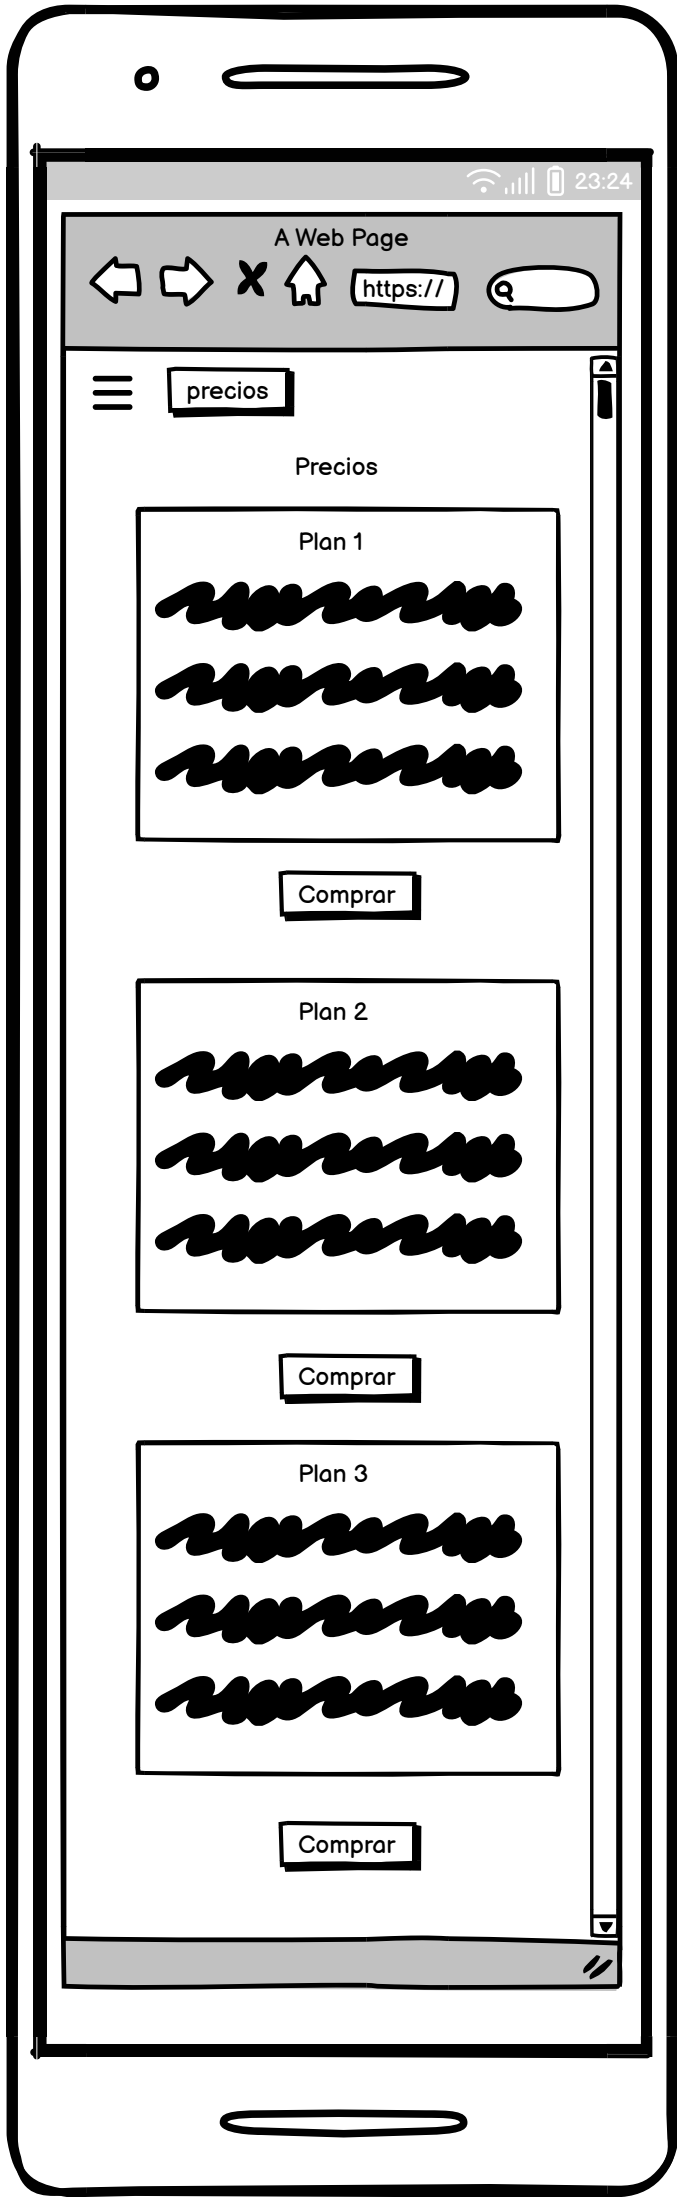 23:24
A Web Page
https://
precios
Precios
Plan 1
Comprar
Plan 2
Comprar
Plan 3
Comprar